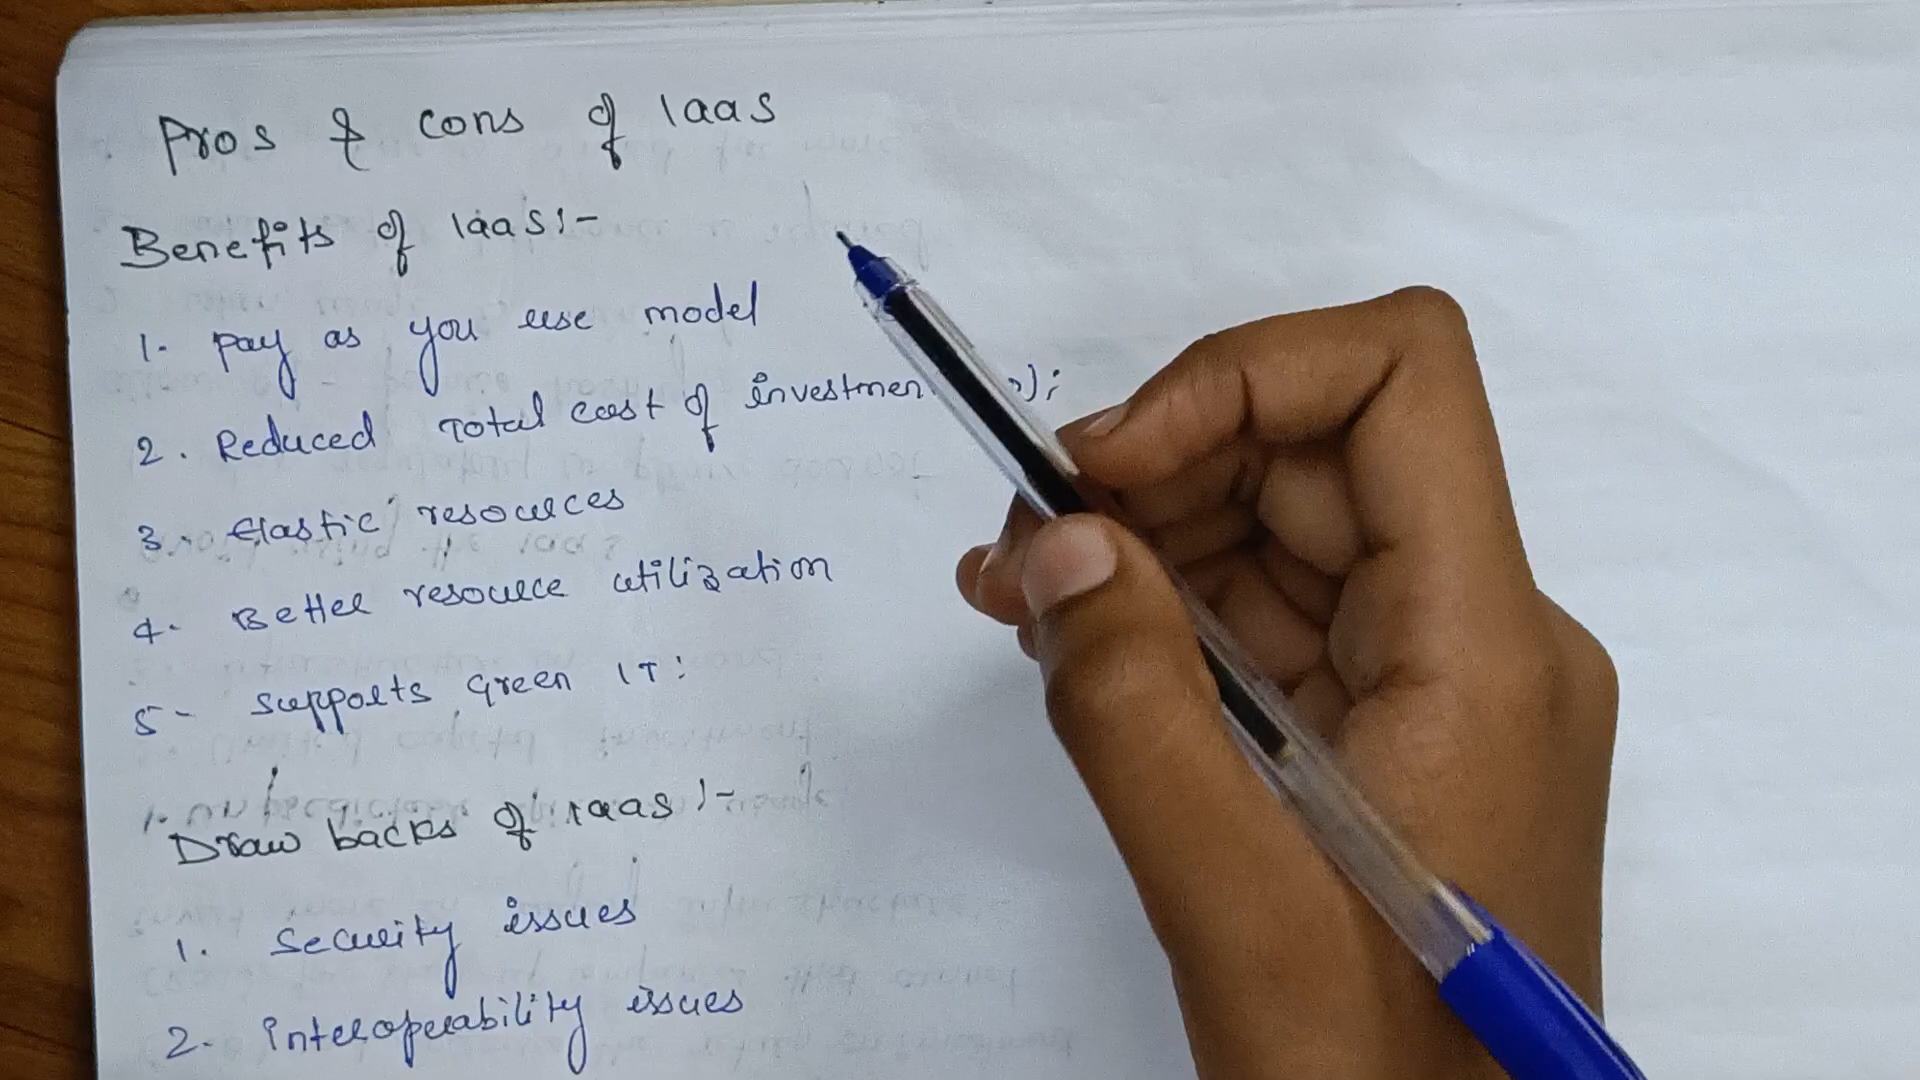 Pros & cons of Iaas
Benefits of Iaas:-
1. pay as you use model
2. Reduced Total cost of
3. Elastic resources
4. Better resource utilization
5- supports Green IT:
Draw backs of Iaas :-
1. Security issues
2. Interoperability issues